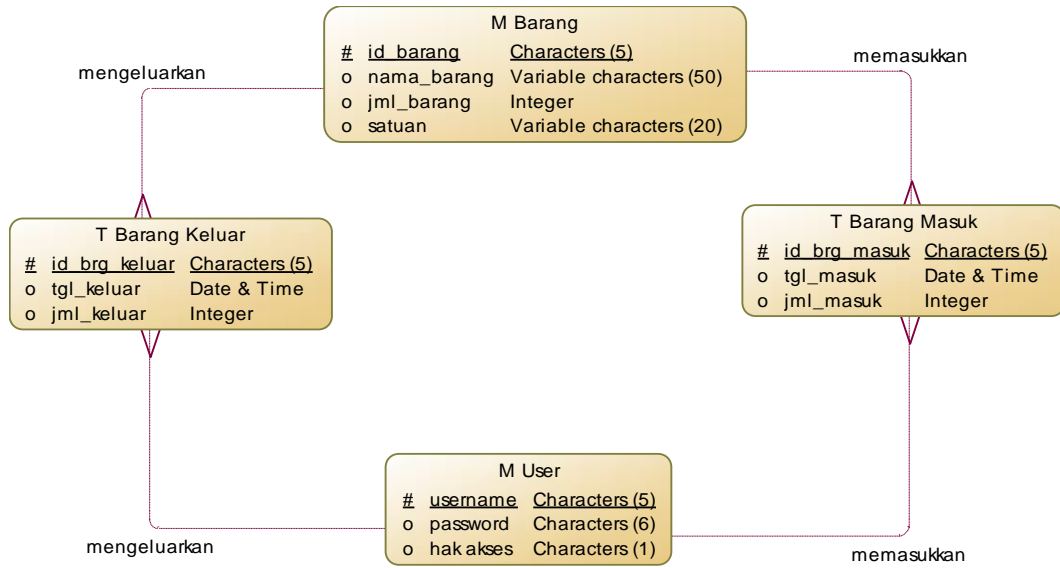 M Barang
# id_barang Characters (5)
o nama_barang Variable characters (50)
o jml_barang Integer
o satuan Variable characters (20)
mengeluarkan
memasukkan
T Barang Keluar
# id_brg_keluar Characters (5)
o tgl_keluar Date & Time
o jml_keluar Integer
T Barang Masuk
# id_brg_masuk Characters (5)
o tgl_masuk Date & Time
o jml_masuk Integer
M User
# username Characters (5)
o password Characters (6)
o hak akses Characters (1)
mengeluarkan
memasukkan